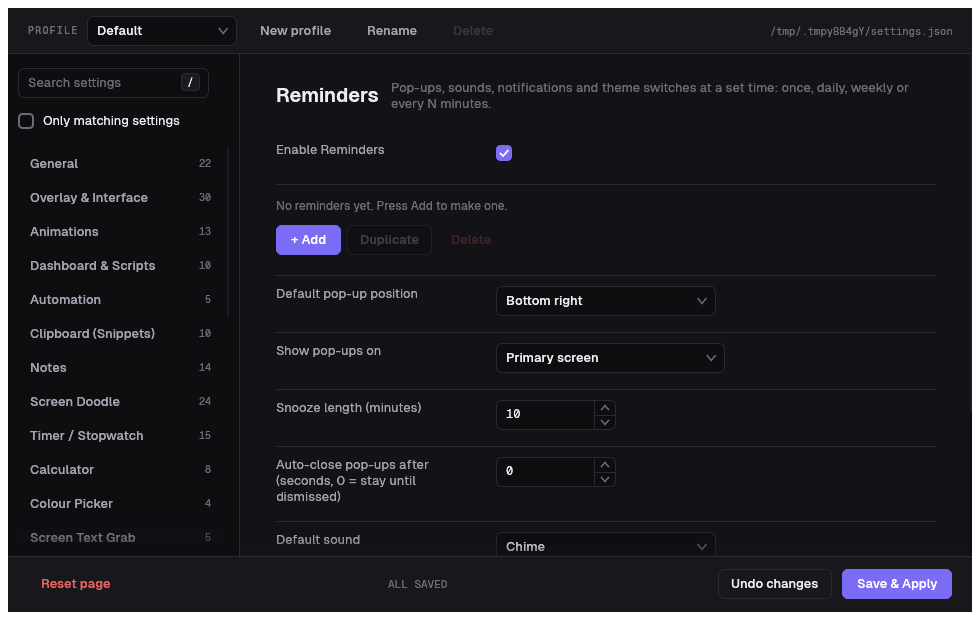 PROFILE Default New profile Rename Delete /tmp/.tmpyBB4gY/settings.json
Search settings /
Only matching settings
General 22
Overlay & Interface 30
Animations 13
Dashboard & Scripts 10
Automation 5
Clipboard (Snippets) 10
Notes 14
Screen Doodle 24
Timer / Stopwatch 15
Calculator 8
Colour Picker 4
Screen Text Grab 5
Reminders
Pop-ups, sounds, notifications and theme switches at a set time: once, daily, weekly or
every N minutes.
Enable Reminders
No reminders yet. Press Add to make one.
+ Add Duplicate Delete
Default pop-up position Bottom right
Show pop-ups on Primary screen
Snooze length (minutes) 10
Auto-close pop-ups after 0
(seconds, 0 = stay until
dismissed)
Default sound Chime
Reset page ALL SAVED Undo changes Save & Apply